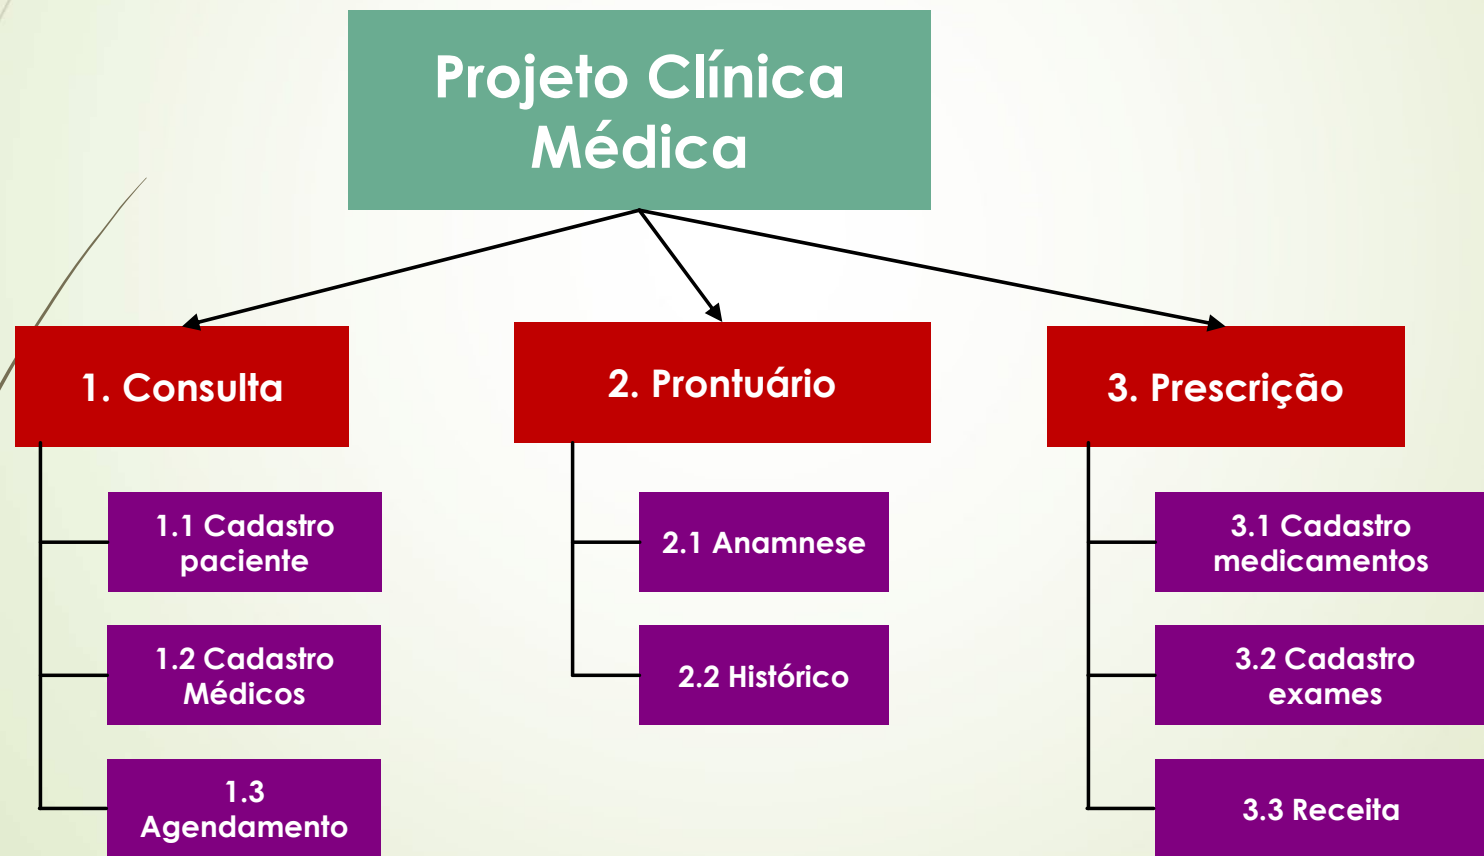 Projeto Clínica
Médica
1. Consulta
2. Prontuário
3. Prescrição
1.1 Cadastro
paciente
1.2 Cadastro
Médicos
1.3
Agendamento
2.1 Anamnese
2.2 Histórico
3.1 Cadastro
medicamentos
3.2 Cadastro
exames
3.3 Receita